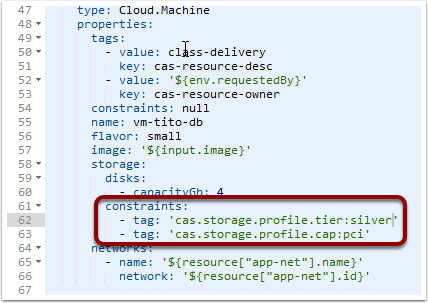 47 type: Cloud.Machine
48 properties:
49 tags:
50 - value: class-delivery
51 key: cas-resource-desc
52 - value: '${env.requestedBy}'
53 key: cas-resource-owner
54 constraints: null
55 name: vm-tito-db
56 flavor: small
57 image: '${input.image}'
58 storage:
59 disks:
60 - capacityGb: 4
61 constraints:
62 - tag: 'cas.storage.profile.tier:silver'
63 - tag: 'cas.storage.profile.cap:pci'
64 networks:
65 - name: '${resource["app-net"].name}'
66 network: '${resource["app-net"].id}'
67